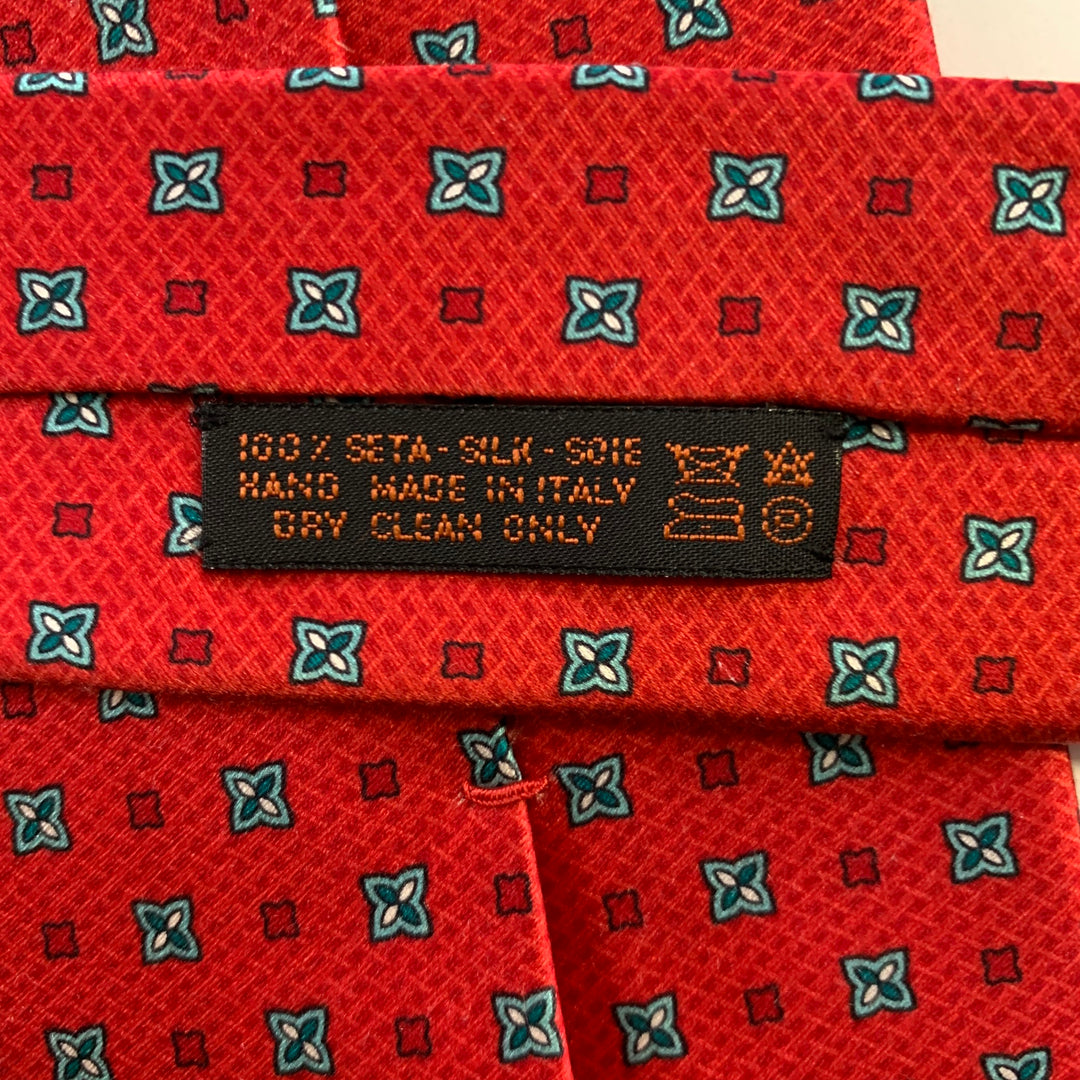 100% SETA - SILK - SOIE
HAND MADE IN ITALY
DRY CLEAN ONLY
P